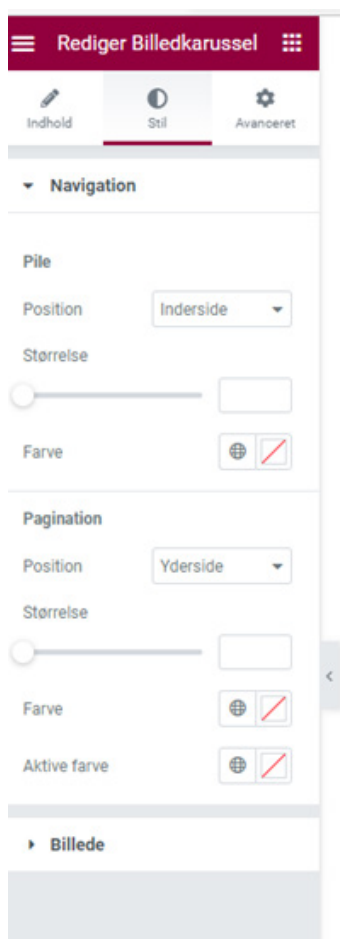 Rediger Billedkarussel
Indhold Stil Avanceret
Navigation
Pile
Position Inderside
Størrelse
Farve
Pagination
Position Yderside
Størrelse
Farve
Aktive farve
Billede